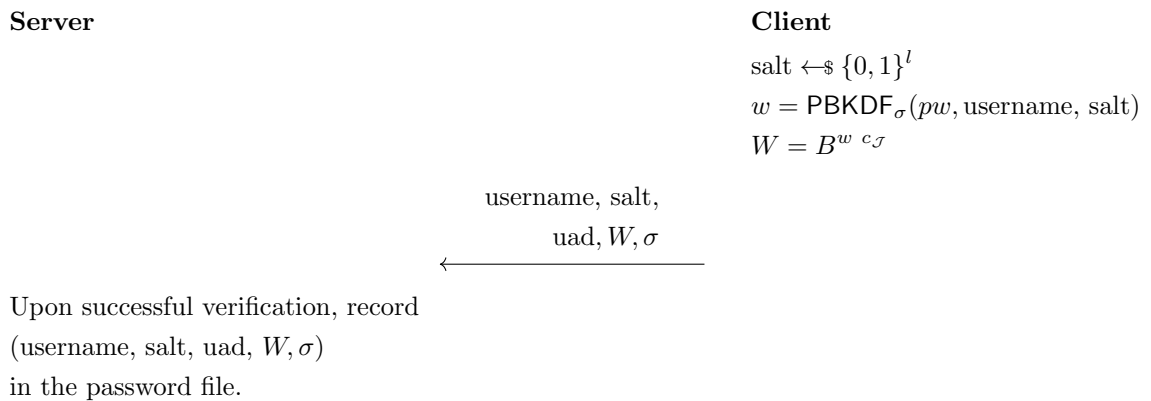 Server
Client
salt ←$ {0, 1}^l
w = PBKDF_σ(pw, username, salt)
W = B^{w c_𝒥}
username, salt,
uad, W, σ
Upon successful verification, record
(username, salt, uad, W, σ)
in the password file.